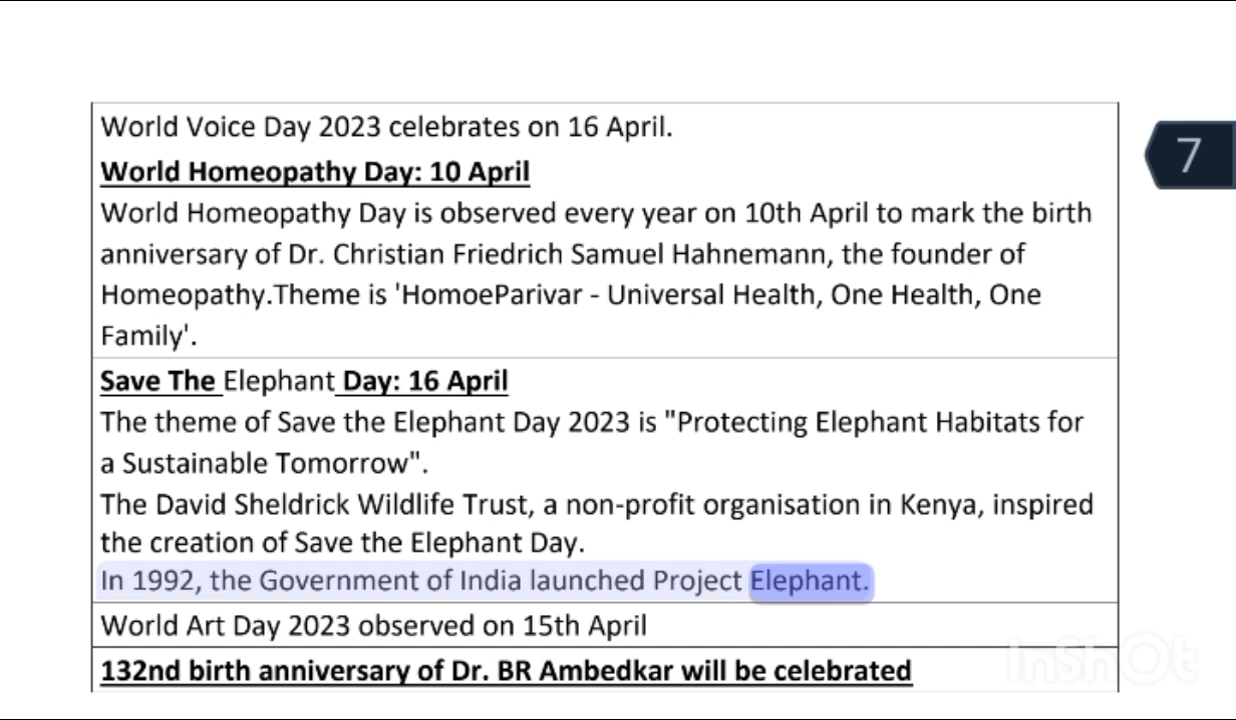 World Voice Day 2023 celebrates on 16 April.
7
World Homeopathy Day: 10 April
World Homeopathy Day is observed every year on 10th April to mark the birth
anniversary of Dr. Christian Friedrich Samuel Hahnemann, the founder of
Homeopathy.Theme is 'HomoeParivar - Universal Health, One Health, One
Family'.
Save The Elephant Day: 16 April
The theme of Save the Elephant Day 2023 is "Protecting Elephant Habitats for
a Sustainable Tomorrow".
The David Sheldrick Wildlife Trust, a non-profit organisation in Kenya, inspired
the creation of Save the Elephant Day.
In 1992, the Government of India launched Project Elephant.
World Art Day 2023 observed on 15th April
132nd birth anniversary of Dr. BR Ambedkar will be celebrated
InShOt